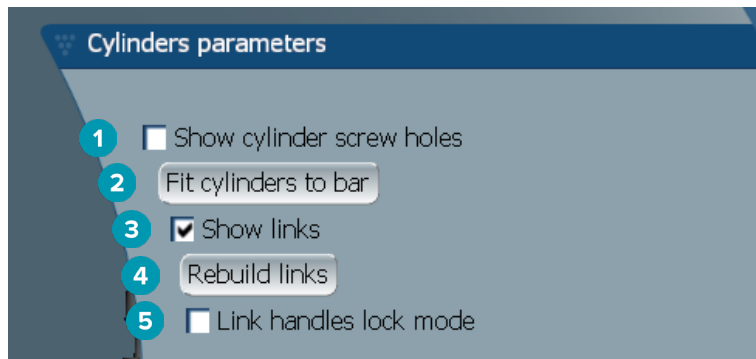 Cylinders parameters
1 Show cylinder screw holes
2 Fit cylinders to bar
3 Show links
4 Rebuild links
5 Link handles lock mode